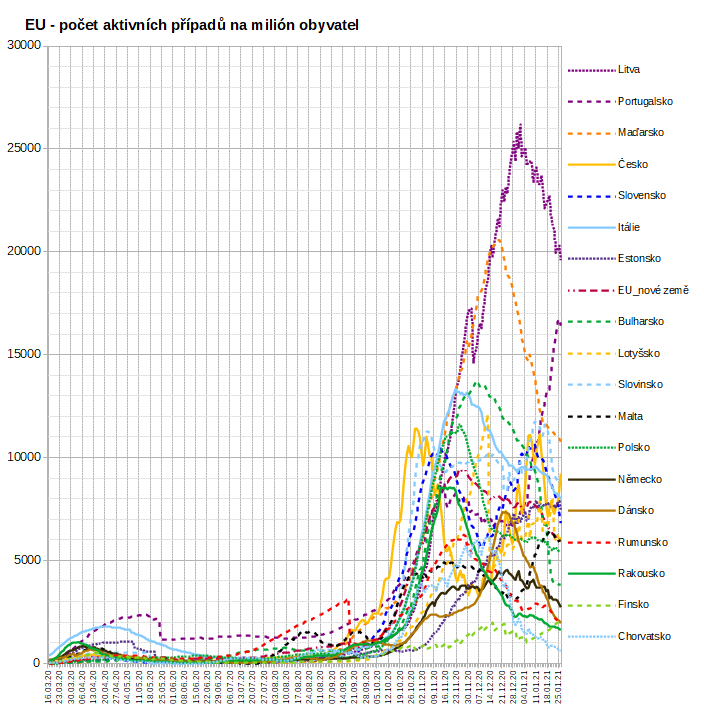 EU - počet aktivních případů na milión obyvatel
30000
25000
20000
15000
10000
5000
0
Litva
Portugalsko
Maďarsko
Česko
Slovensko
Itálie
Estonsko
EU_nové země
Bulharsko
Lotyšsko
Slovinsko
Malta
Polsko
Německo
Dánsko
Rumunsko
Rakousko
Finsko
Chorvatsko
16.03.20
23.03.20
30.03.20
06.04.20
13.04.20
20.04.20
27.04.20
04.05.20
11.05.20
18.05.20
25.05.20
01.06.20
08.06.20
15.06.20
22.06.20
29.06.20
06.07.20
13.07.20
20.07.20
27.07.20
03.08.20
10.08.20
17.08.20
24.08.20
31.08.20
07.09.20
14.09.20
21.09.20
28.09.20
05.10.20
12.10.20
19.10.20
26.10.20
02.11.20
09.11.20
16.11.20
23.11.20
30.11.20
07.12.20
14.12.20
21.12.20
28.12.20
04.01.21
11.01.21
18.01.21
25.01.21